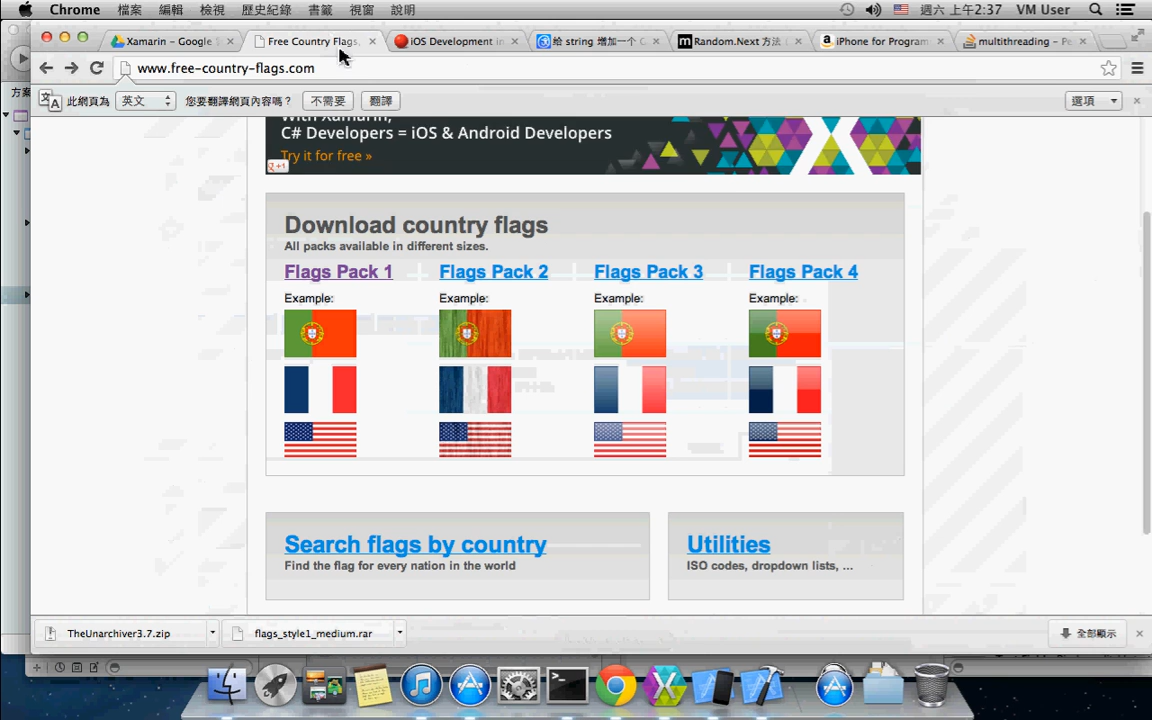 Chrome 檔案 編輯 檢視 歷史紀錄 書籤 視窗 說明 週六 上午2:37 VM User
Xamarin – Google Free Country Flags iOS Development in 给 string 增加一个 Random.Next 方法 iPhone for Program multithreading – Pe
www.free-country-flags.com
此網頁為 英文 您要翻譯網頁內容嗎？ 不需要 翻譯 選項
方案
With Xamarin,
C# Developers = iOS & Android Developers
Try it for free »
g+1
Download country flags
All packs available in different sizes.
Flags Pack 1 Flags Pack 2 Flags Pack 3 Flags Pack 4
Example: Example: Example: Example:
Search flags by country Utilities
Find the flag for every nation in the world ISO codes, dropdown lists, ...
TheUnarchiver3.7.zip flags_style1_medium.rar 全部顯示